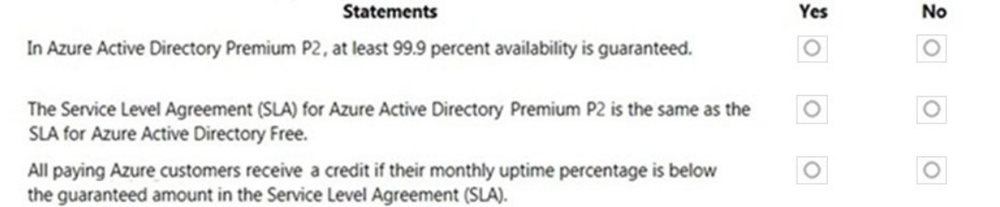 Statements Yes No
In Azure Active Directory Premium P2, at least 99.9 percent availability is guaranteed.
The Service Level Agreement (SLA) for Azure Active Directory Premium P2 is the same as the
SLA for Azure Active Directory Free.
All paying Azure customers receive a credit if their monthly uptime percentage is below
the guaranteed amount in the Service Level Agreement (SLA).